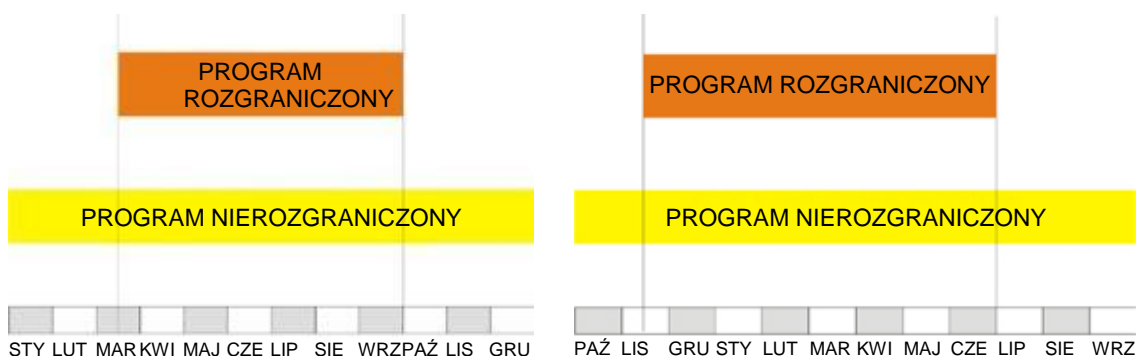 PROGRAM
ROZGRANICZONY
PROGRAM NIEROZGRANICZONY
STY LUT MAR KWI MAJ CZE LIP SIE WRZ PAŹ LIS GRU
PROGRAM ROZGRANICZONY
PROGRAM NIEROZGRANICZONY
PAŹ LIS GRU STY LUT MAR KWI MAJ CZE LIP SIE WRZ